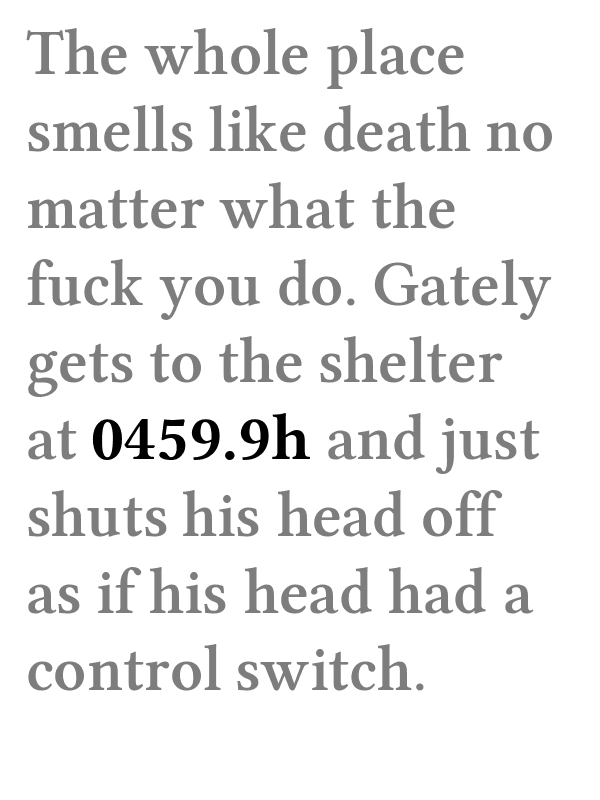 The whole place
smells like death no
matter what the
fuck you do. Gately
gets to the shelter
at 0459.9h and just
shuts his head off
as if his head had a
control switch.